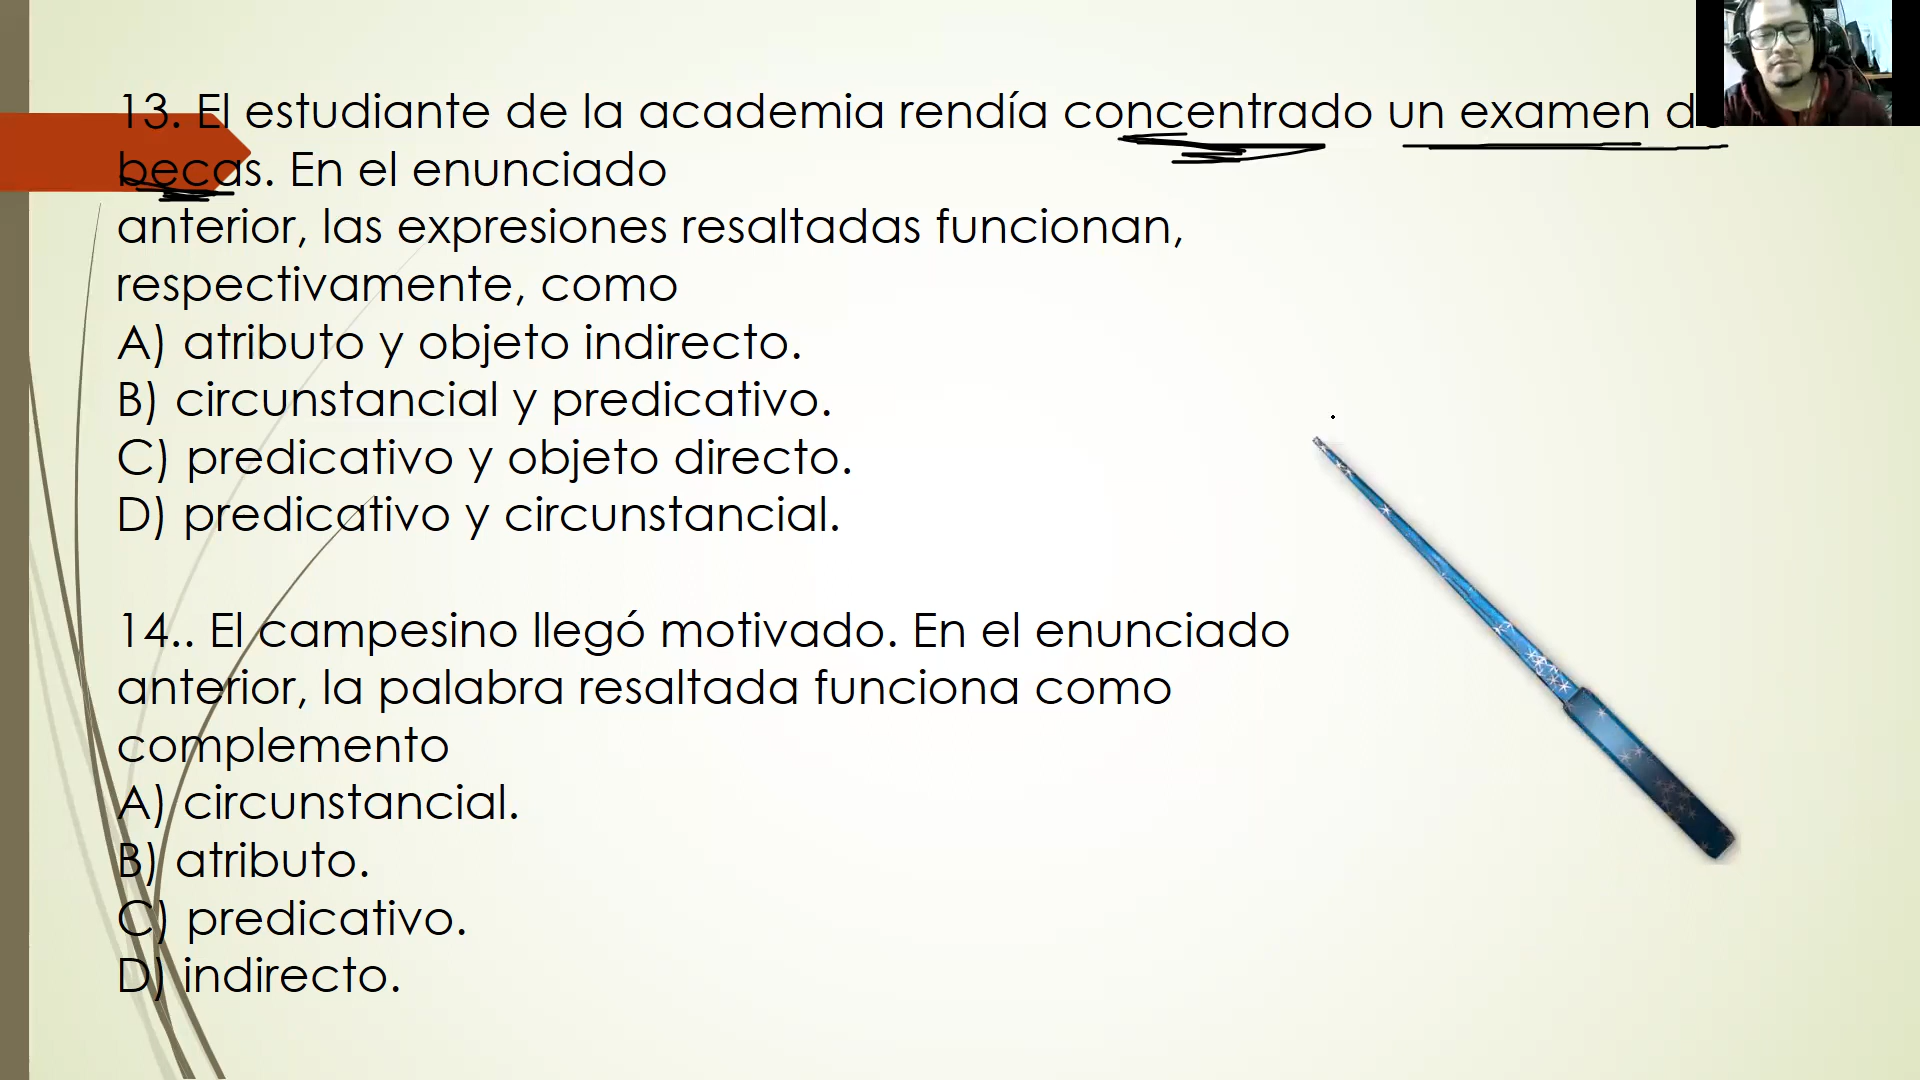 13. El estudiante de la academia rendía concentrado un examen
becas. En el enunciado
anterior, las expresiones resaltadas funcionan,
respectivamente, como
A) atributo y objeto indirecto.
B) circunstancial y predicativo.
C) predicativo y objeto directo.
D) predicativo y circunstancial.
14.. El campesino llegó motivado. En el enunciado
anterior, la palabra resaltada funciona como
complemento
A) circunstancial.
B) atributo.
C) predicativo.
D) indirecto.